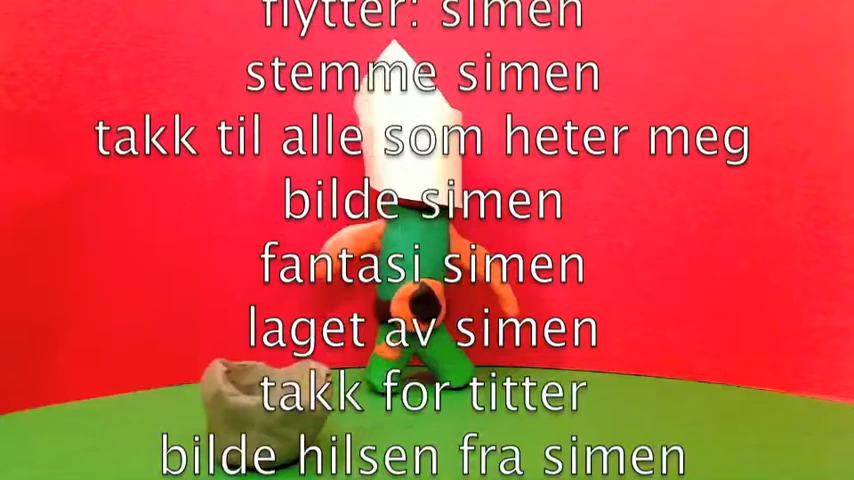 flytter: simen
stemme simen
takk til alle som heter meg
bilde simen
fantasi simen
laget av simen
takk for titter
bilde hilsen fra simen